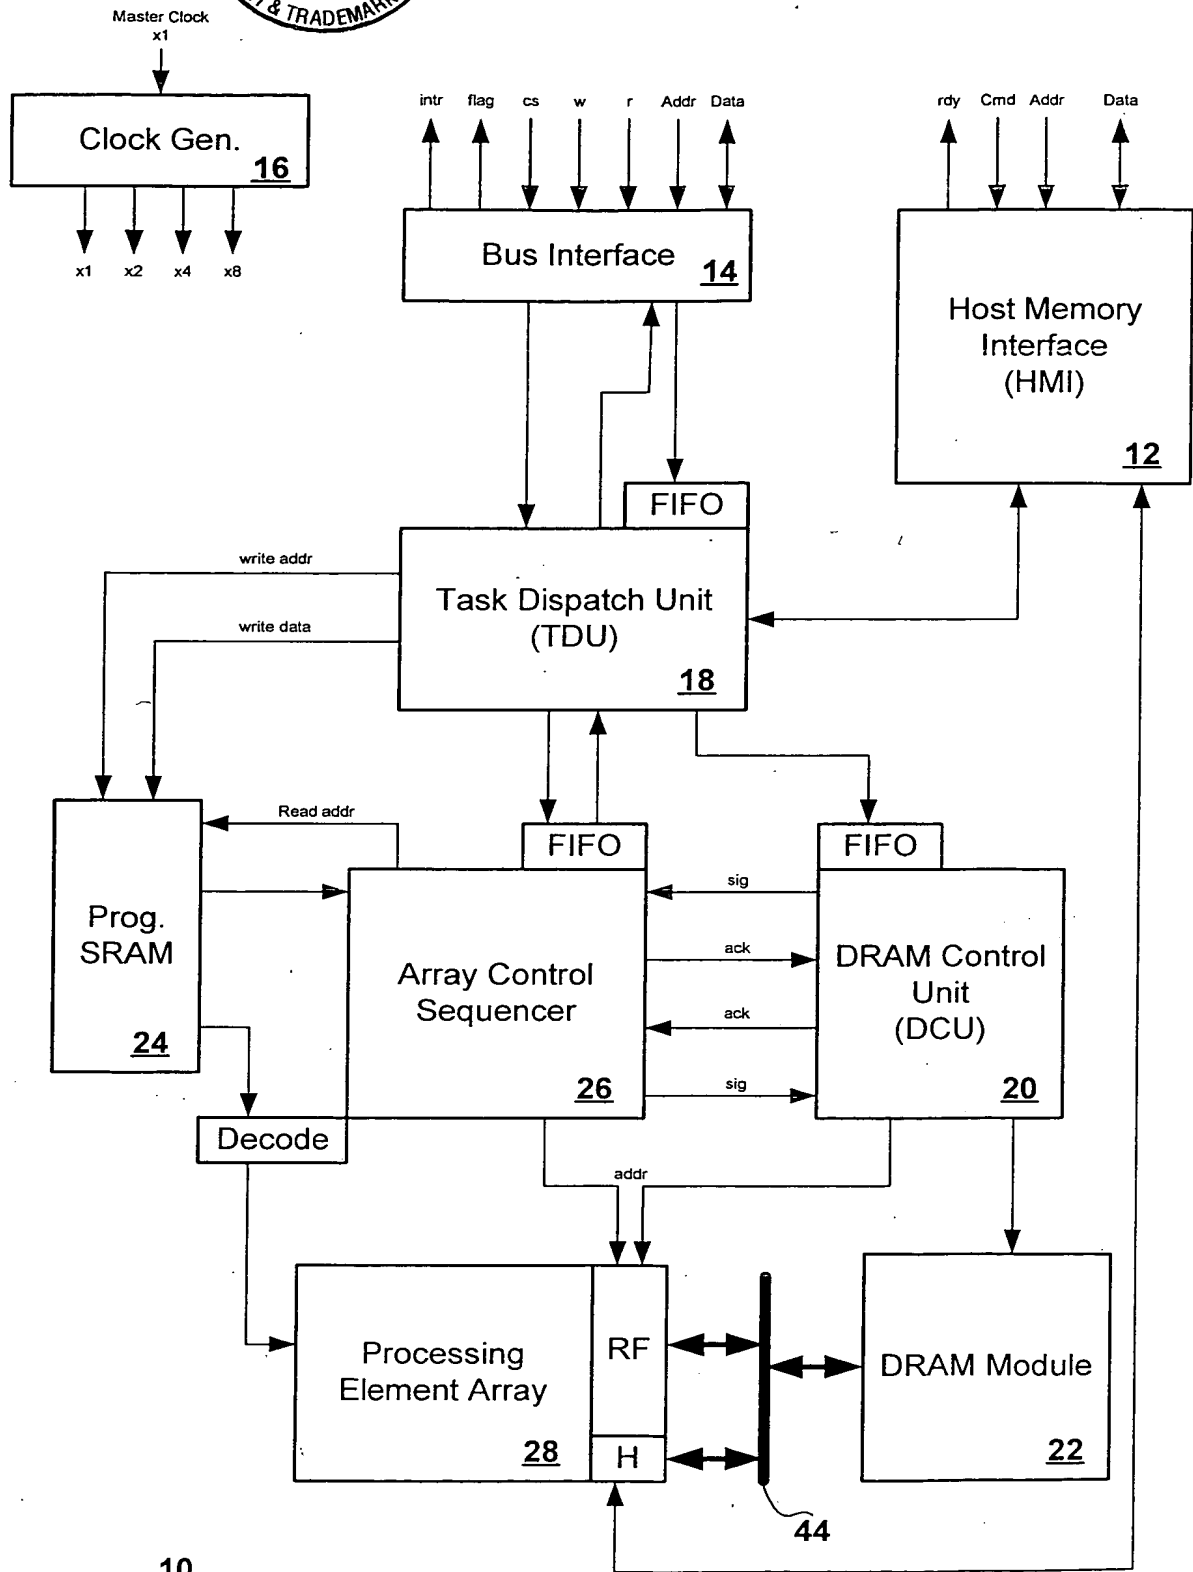 & TRADEMARK
Master Clock
x1
Clock Gen.
16
x1 x2 x4 x8
intr flag cs w r Addr Data
Bus Interface
14
rdy Cmd Addr Data
Host Memory
Interface
(HMI)
12
FIFO
Task Dispatch Unit
(TDU)
18
write addr
write data
Prog.
SRAM
24
Read addr
FIFO
Array Control
Sequencer
26
sig
ack
ack
sig
FIFO
DRAM Control
Unit
(DCU)
20
Decode
addr
Processing
Element Array
28
RF
H
44
DRAM Module
22
10